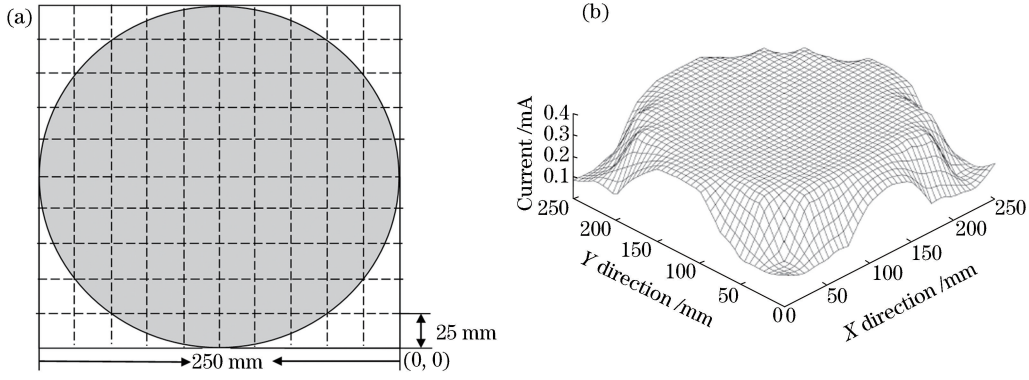 (a)
25 mm
250 mm
(0, 0)
(b)
Current /mA
0.4
0.3
0.2
0.1
250
200
150
100
50
0
Y direction /mm
0
50
100
150
200
250
X direction /mm